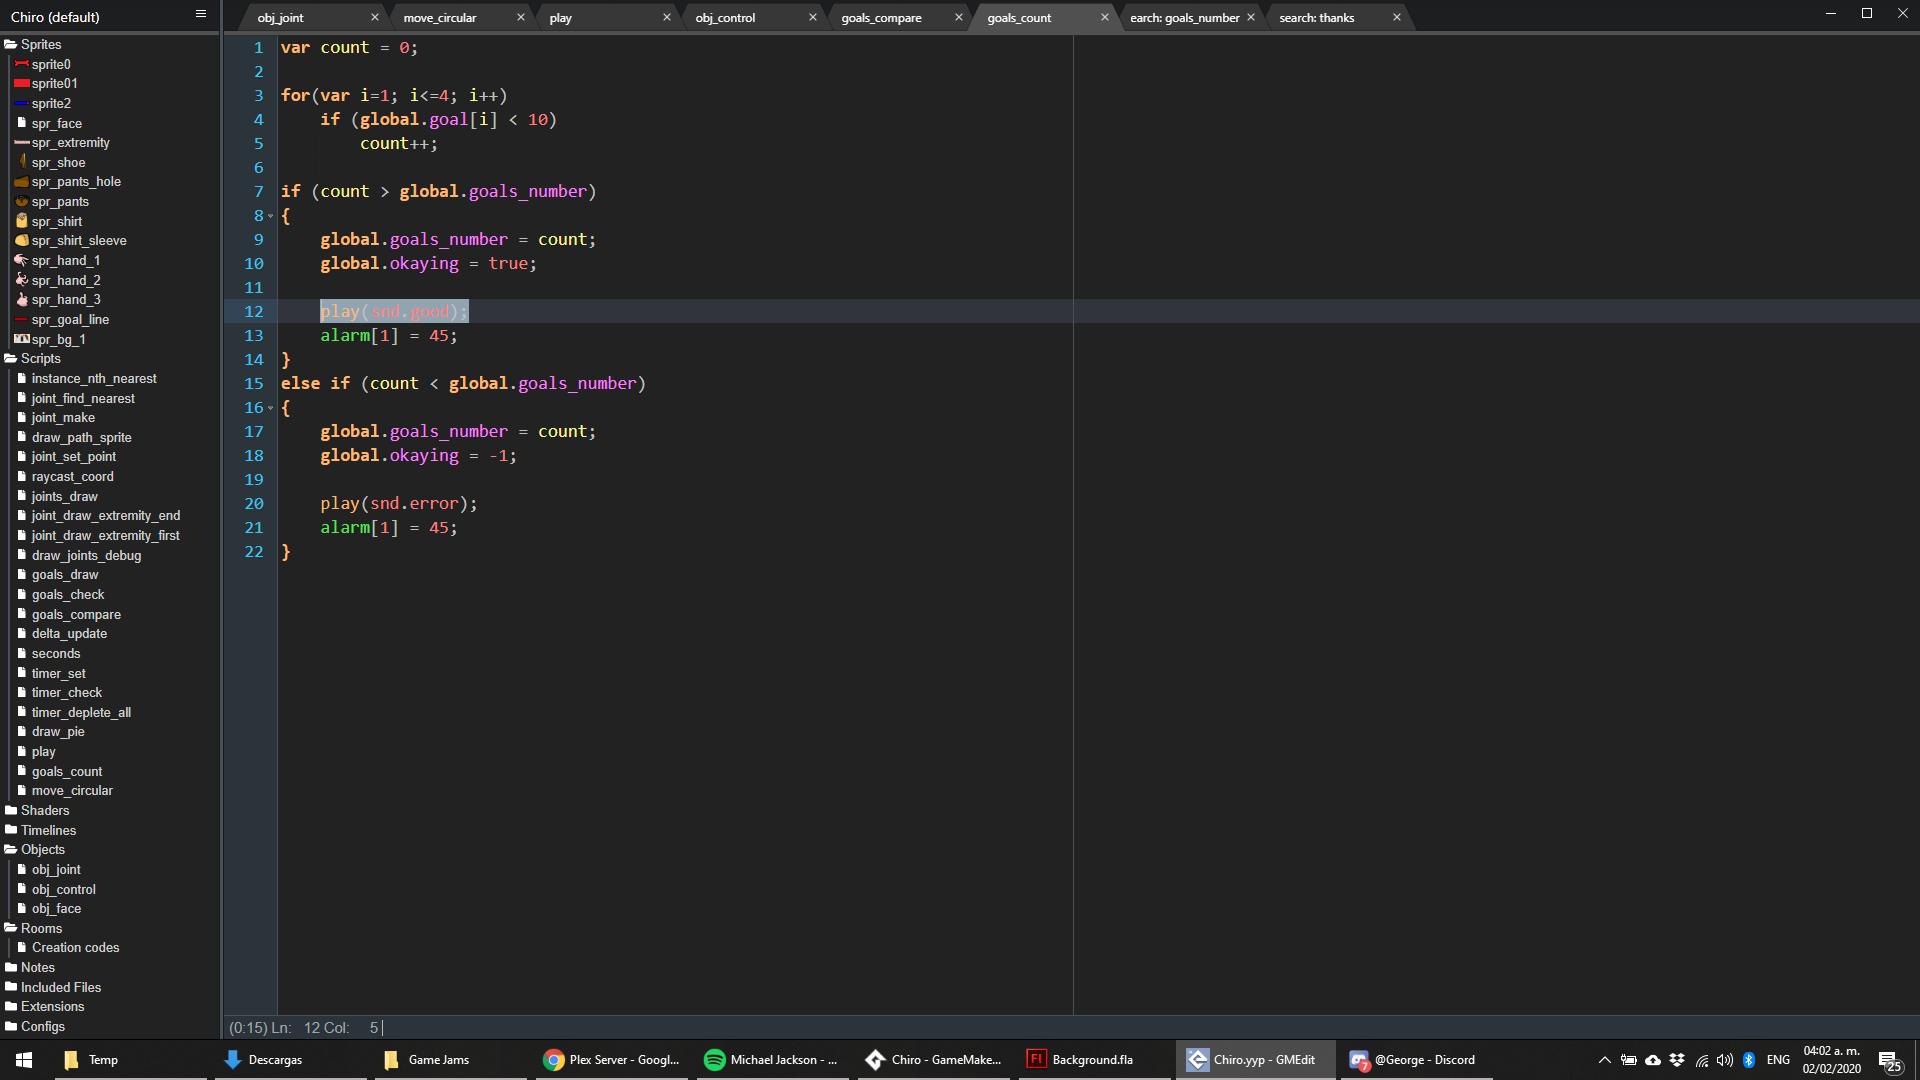 Chiro (default)
obj_joint
move_circular
play
obj_control
goals_compare
goals_count
earch: goals_number
search: thanks
Sprites
sprite0
sprite01
sprite2
spr_face
spr_extremity
spr_shoe
spr_pants_hole
spr_pants
spr_shirt
spr_shirt_sleeve
spr_hand_1
spr_hand_2
spr_hand_3
spr_goal_line
spr_bg_1
Scripts
instance_nth_nearest
joint_find_nearest
joint_make
draw_path_sprite
joint_set_point
raycast_coord
joints_draw
joint_draw_extremity_end
joint_draw_extremity_first
draw_joints_debug
goals_draw
goals_check
goals_compare
delta_update
seconds
timer_set
timer_check
timer_deplete_all
draw_pie
play
goals_count
move_circular
Shaders
Timelines
Objects
obj_joint
obj_control
obj_face
Rooms
Creation codes
Notes
Included Files
Extensions
Configs
1 var count = 0;
2
3 for(var i=1; i<=4; i++)
4 if (global.goal[i] < 10)
5 count++;
6
7 if (count > global.goals_number)
8 {
9 global.goals_number = count;
10 global.okaying = true;
11
12 play(snd.good);
13 alarm[1] = 45;
14 }
15 else if (count < global.goals_number)
16 {
17 global.goals_number = count;
18 global.okaying = -1;
19
20 play(snd.error);
21 alarm[1] = 45;
22 }
(0:15) Ln: 12 Col: 5
Temp
Descargas
Game Jams
Plex Server - Googl...
Michael Jackson - ...
Chiro - GameMake...
Fl
Background.fla
Chiro.yyp - GMEdit
7
@George - Discord
ENG
04:02 a. m.
02/02/2020
25